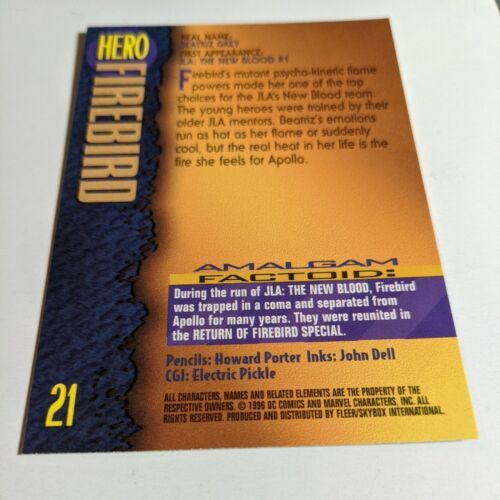 HERO
FIREBIRD
REAL NAME:
BEATRIZ GREY
FIRST APPEARANCE:
JLA: THE NEW BLOOD #1
Firebird's mutant psycho-kinetic flame
powers made her one of the top
choices for the JLA's New Blood team.
The young heroes were trained by their
older JLA mentors. Beatriz's emotions
run as hot as her flame or suddenly
cool, but the real heat in her life is the
fire she feels for Apollo.
AMALGAM
FACTOID:
During the run of JLA: THE NEW BLOOD, Firebird
was trapped in a coma and separated from
Apollo for many years. They were reunited in
the RETURN OF FIREBIRD SPECIAL.
Pencils: Howard Porter Inks: John Dell
CGI: Electric Pickle
21
ALL CHARACTERS, NAMES AND RELATED ELEMENTS ARE THE PROPERTY OF THE
RESPECTIVE OWNERS. © 1996 DC COMICS AND MARVEL CHARACTERS, INC. ALL
RIGHTS RESERVED. PRODUCED AND DISTRIBUTED BY FLEER/SKYBOX INTERNATIONAL.